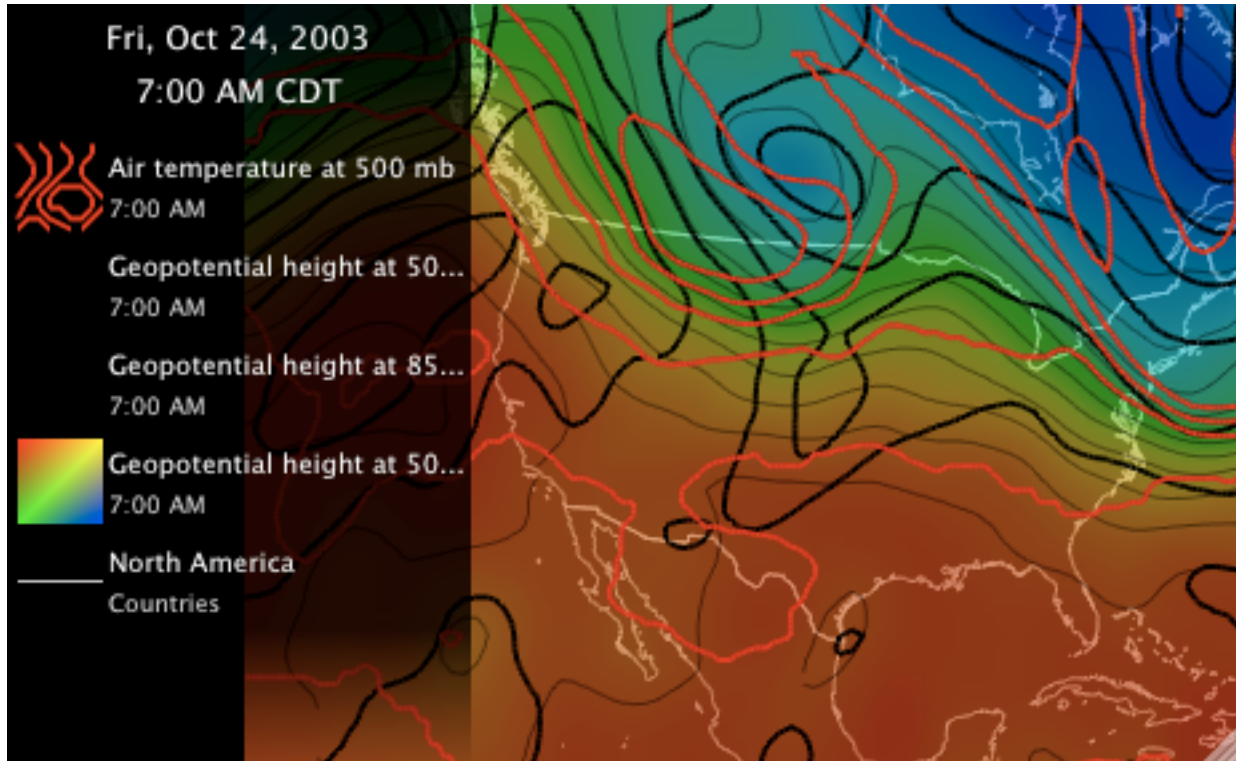 Fri, Oct 24, 2003
7:00 AM CDT
Air temperature at 500 mb
7:00 AM
Geopotential height at 50...
7:00 AM
Geopotential height at 85...
7:00 AM
Geopotential height at 50...
7:00 AM
North America
Countries